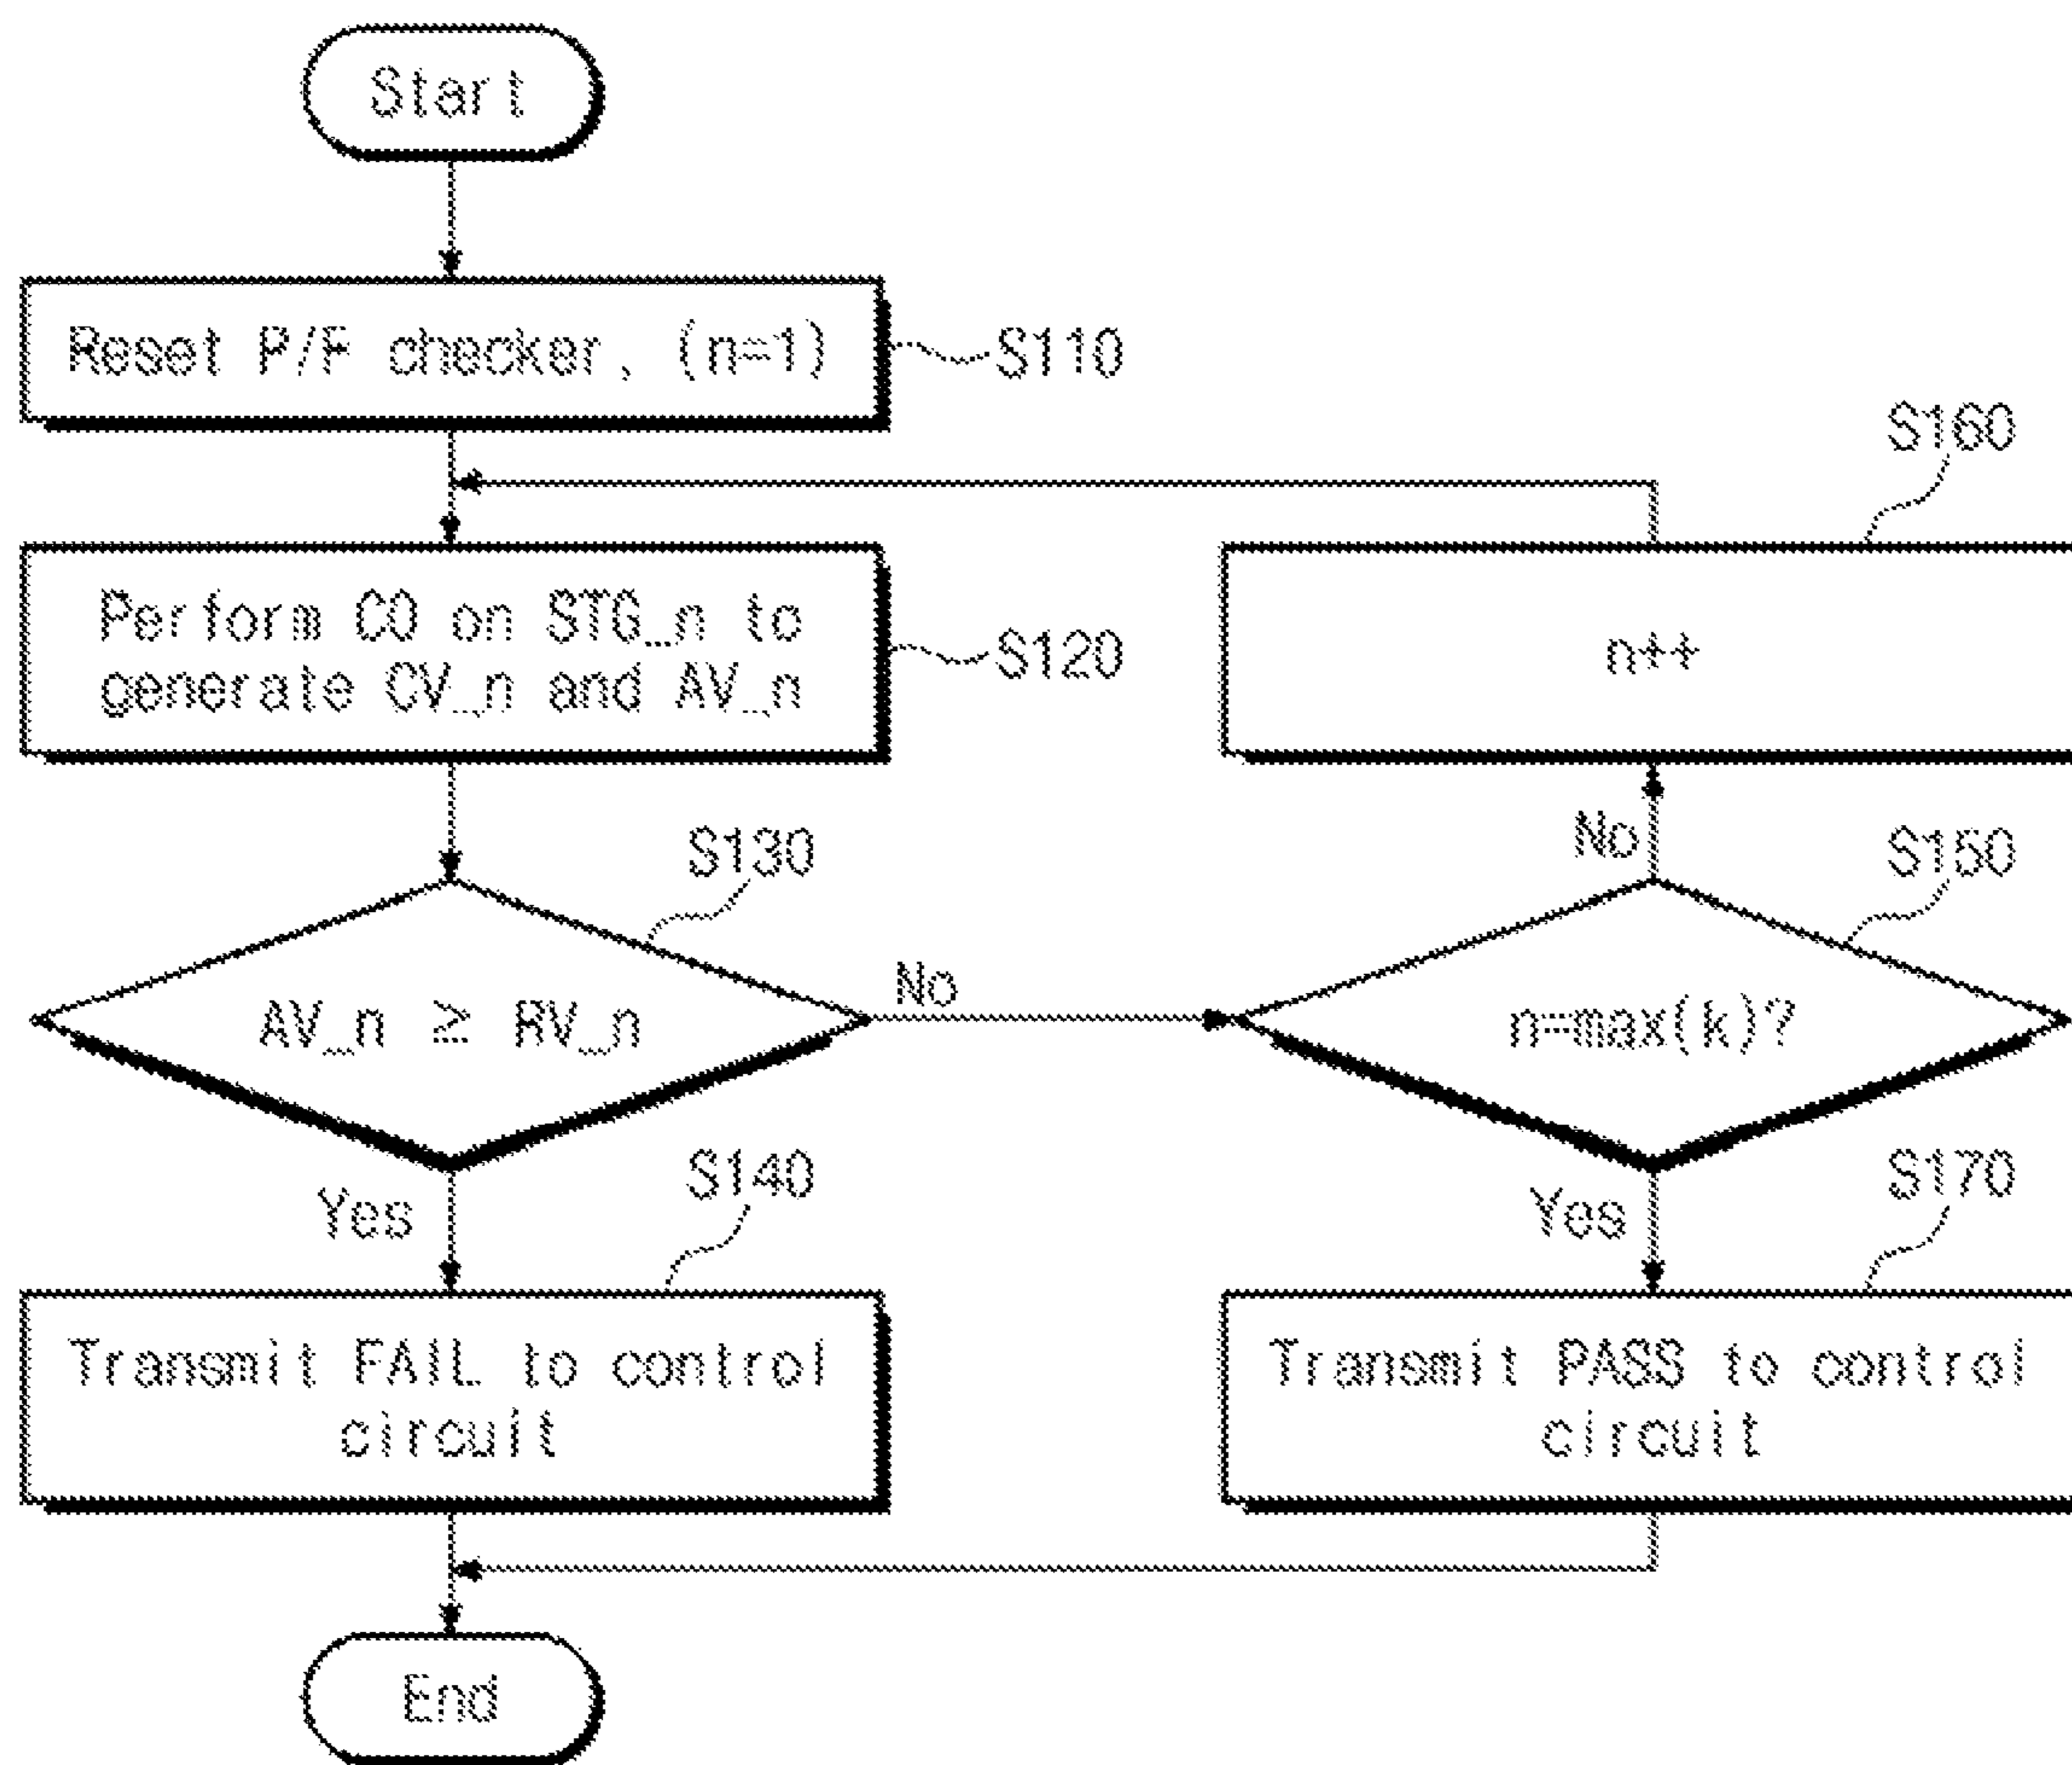 Start
Reset P/F checker, (n=1)
S110
S160
Perform CO on STG_n to
generate CV_n and AV_n
S120
n++
S130
No
S150
AV_n ≥ RV_n
No
n=max(k)?
S140
Yes
S170
Yes
Transmit FAIL to control
circuit
Transmit PASS to control
circuit
End